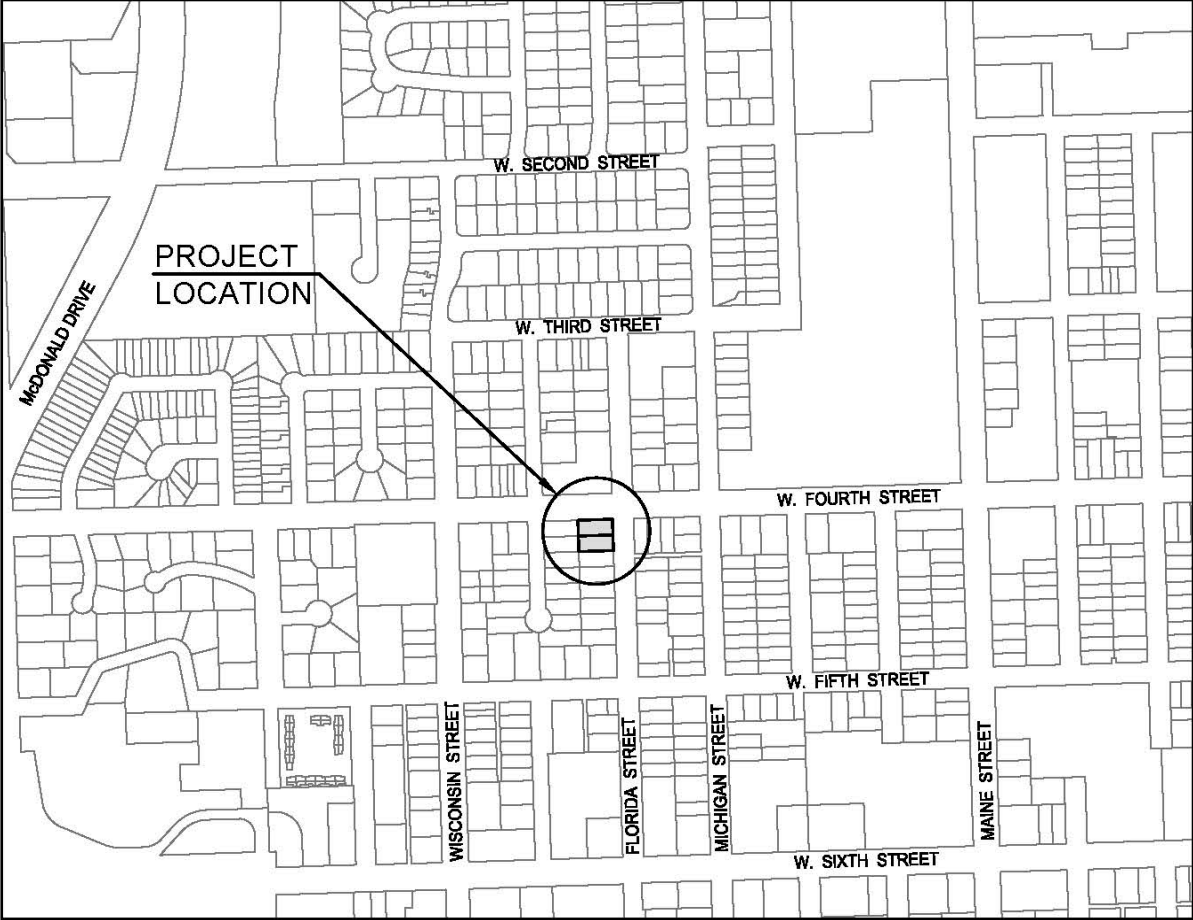 W. SECOND STREET
PROJECT
LOCATION
McDONALD DRIVE
W. THIRD STREET
W. FOURTH STREET
W. FIFTH STREET
WISCONSIN STREET
FLORIDA STREET
MICHIGAN STREET
MAINE STREET
W. SIXTH STREET